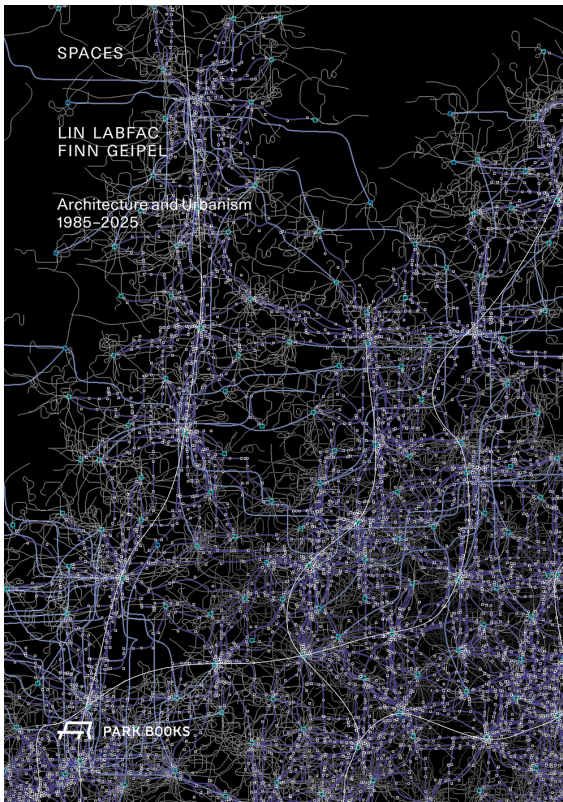 SPACES
LIN LABFAC
FINN GEIPEL
Architecture and Urbanism
1985–2025
PARK BOOKS